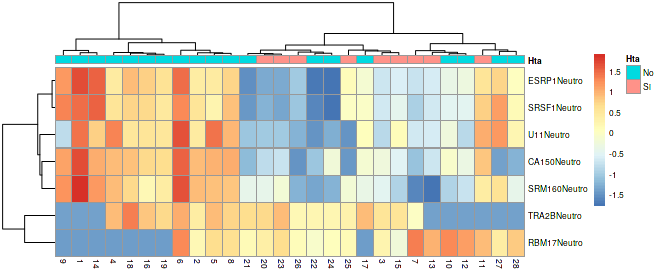 Hta
Hta
No
Si
1.5
1
0.5
0
-0.5
-1
-1.5
ESRP1Neutro
SRSF1Neutro
U11Neutro
CA150Neutro
SRM160Neutro
TRA2BNeutro
RBM17Neutro
9 1 14 4 18 16 19 6 2 5 8 21 20 23 26 22 24 25 17 3 15 7 13 10 12 11 27 28